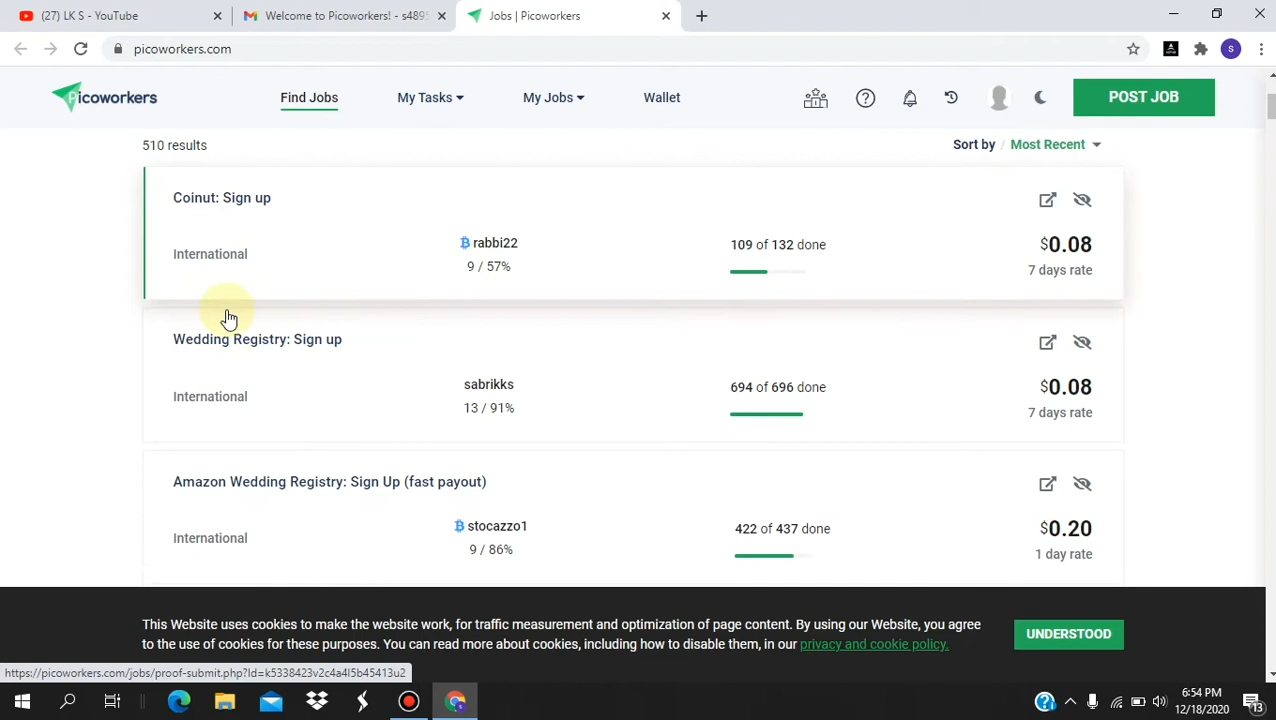 (27) LK S - YouTube
Welcome to Picoworkers! - s4895
Jobs | Picoworkers
picoworkers.com
S
Picoworkers
Find Jobs
My Tasks
My Jobs
Wallet
POST JOB
510 results
Sort by / Most Recent
Coinut: Sign up
International
rabbi22
9 / 57%
109 of 132 done
$0.08
7 days rate
Wedding Registry: Sign up
International
sabrikks
13 / 91%
694 of 696 done
$0.08
7 days rate
Amazon Wedding Registry: Sign Up (fast payout)
International
stocazzo1
9 / 86%
422 of 437 done
$0.20
1 day rate
This Website uses cookies to make the website work, for traffic measurement and optimization of page content. By using our Website, you agree
to the use of cookies for these purposes. You can read more about cookies, including how to disable them, in our privacy and cookie policy.
UNDERSTOOD
https://picoworkers.com/jobs/proof-submit.php?Id=k5338423v2c4a4l5b45413u2
6:54 PM
12/18/2020
13